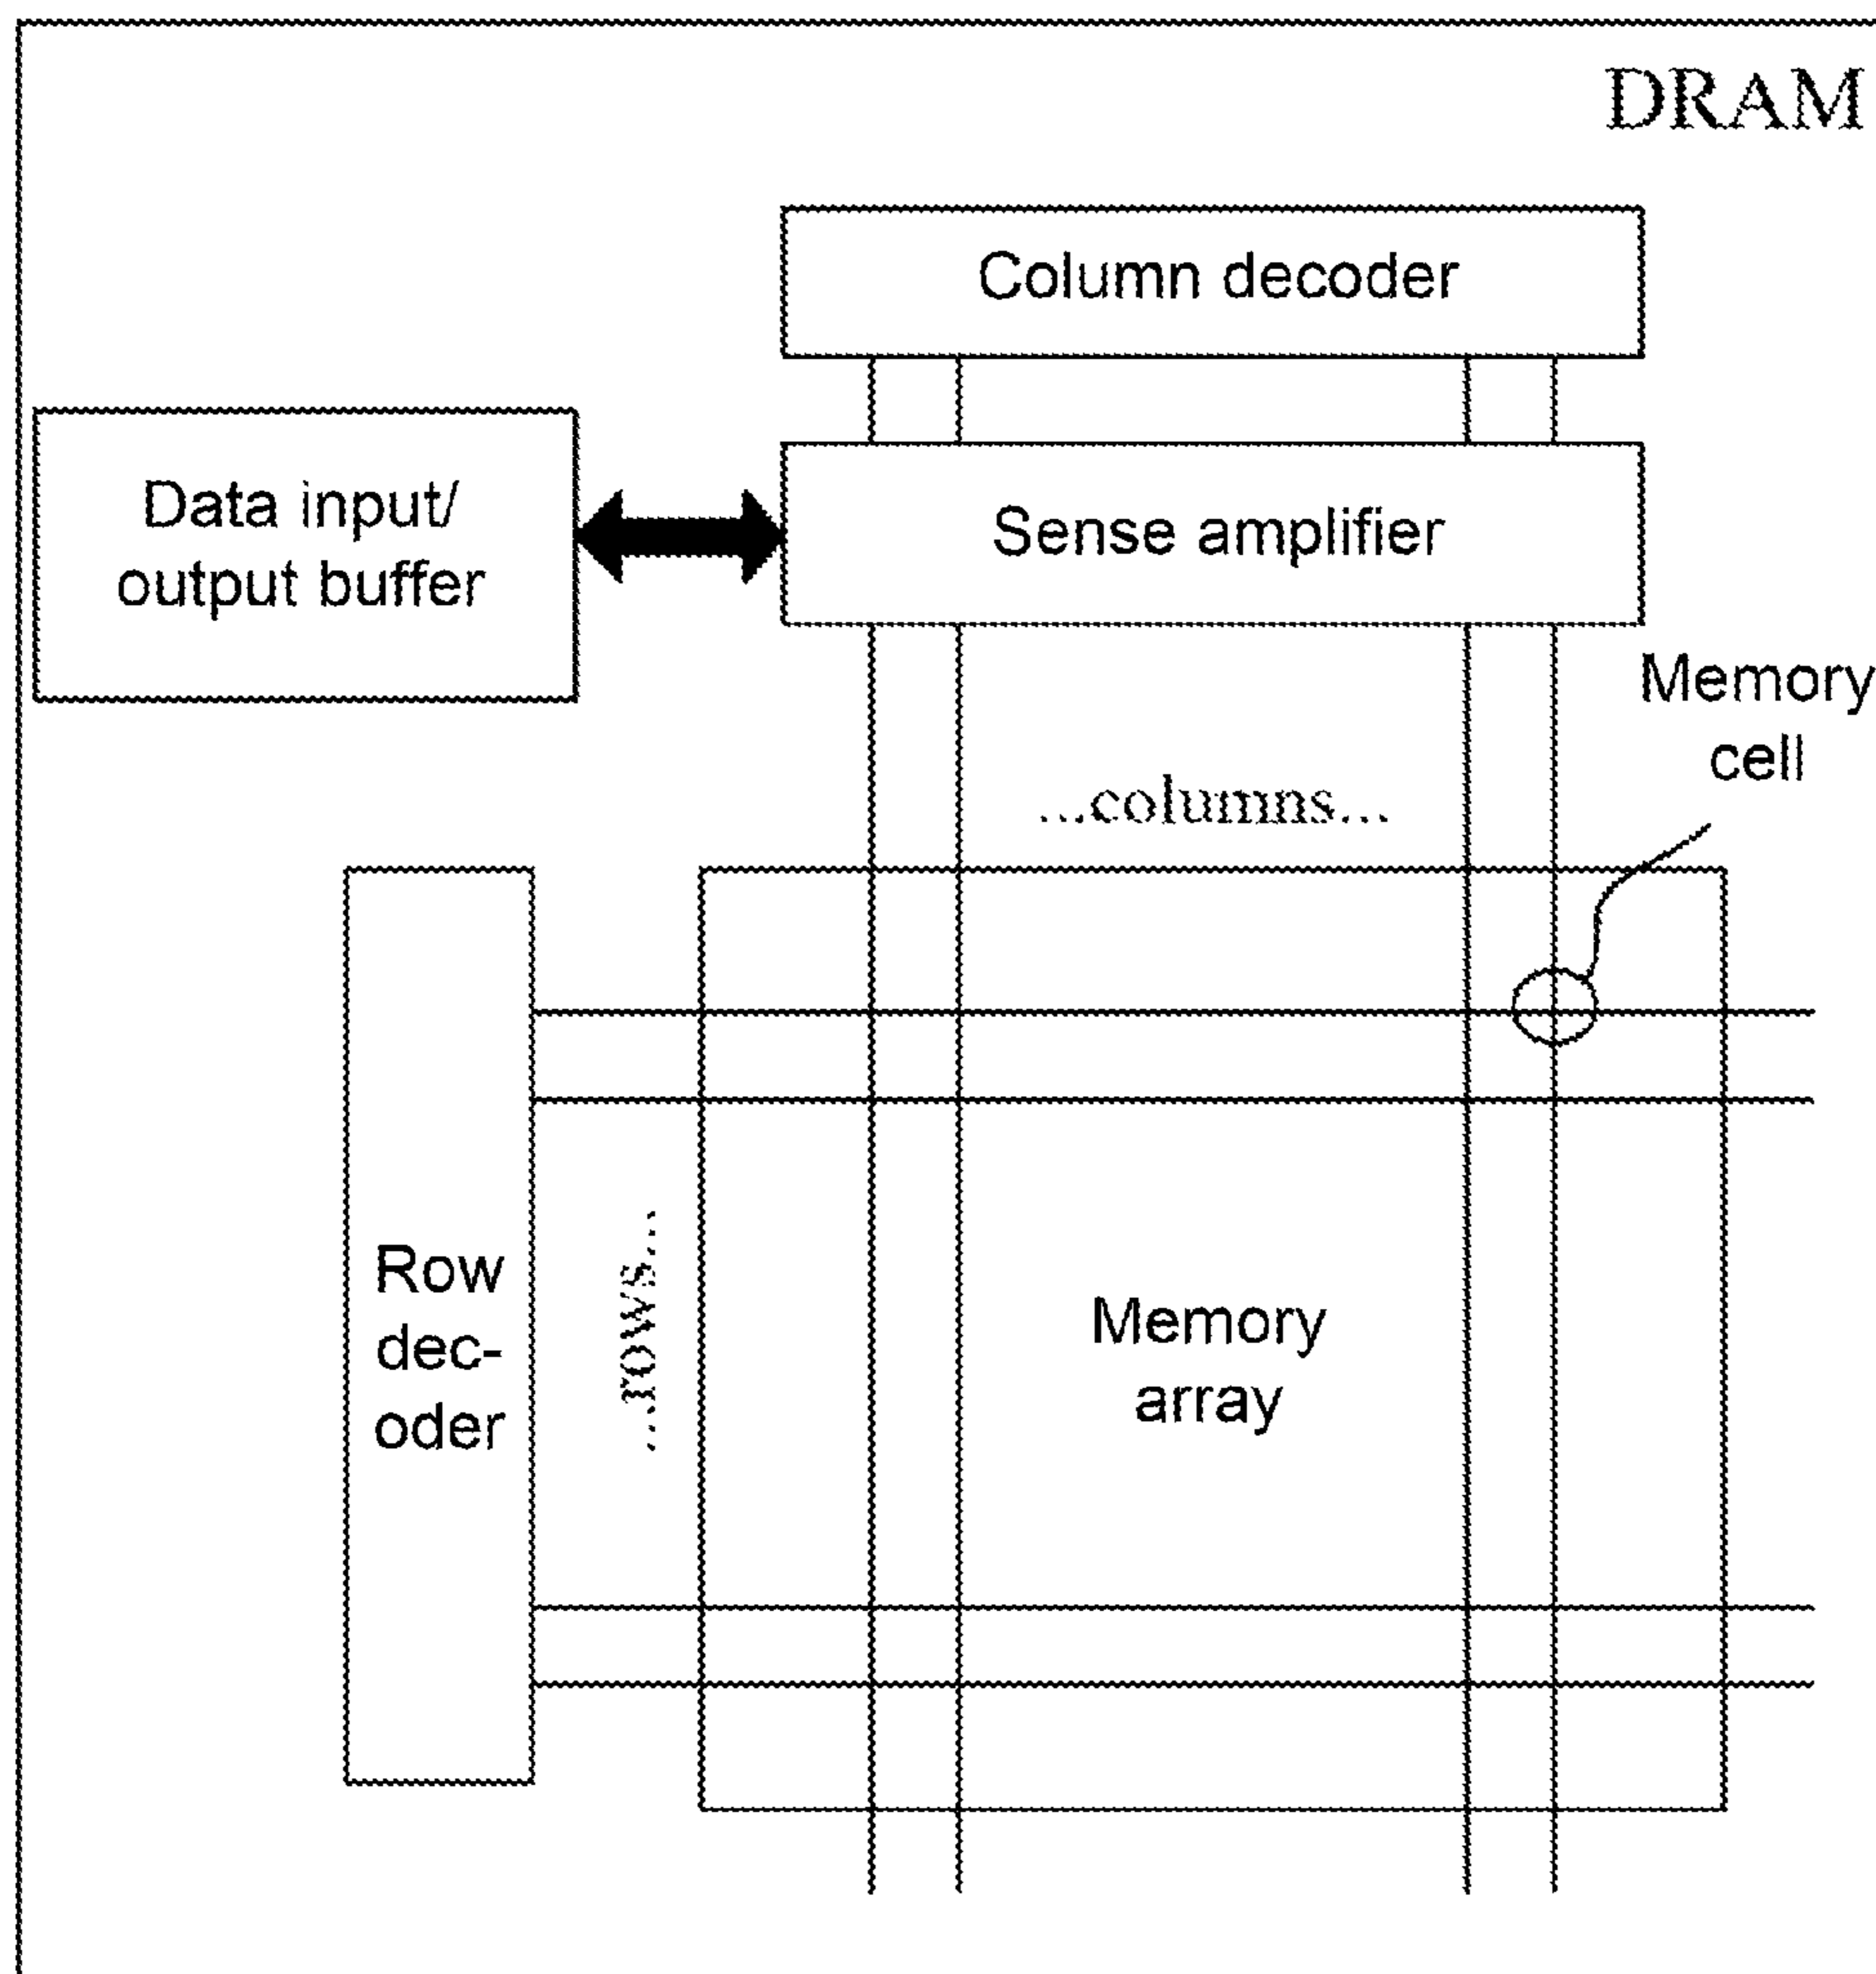 DRAM
Column decoder
Data input/
output buffer
Sense amplifier
Memory
cell
...columns...
Row
dec-
oder
...rows...
Memory
array